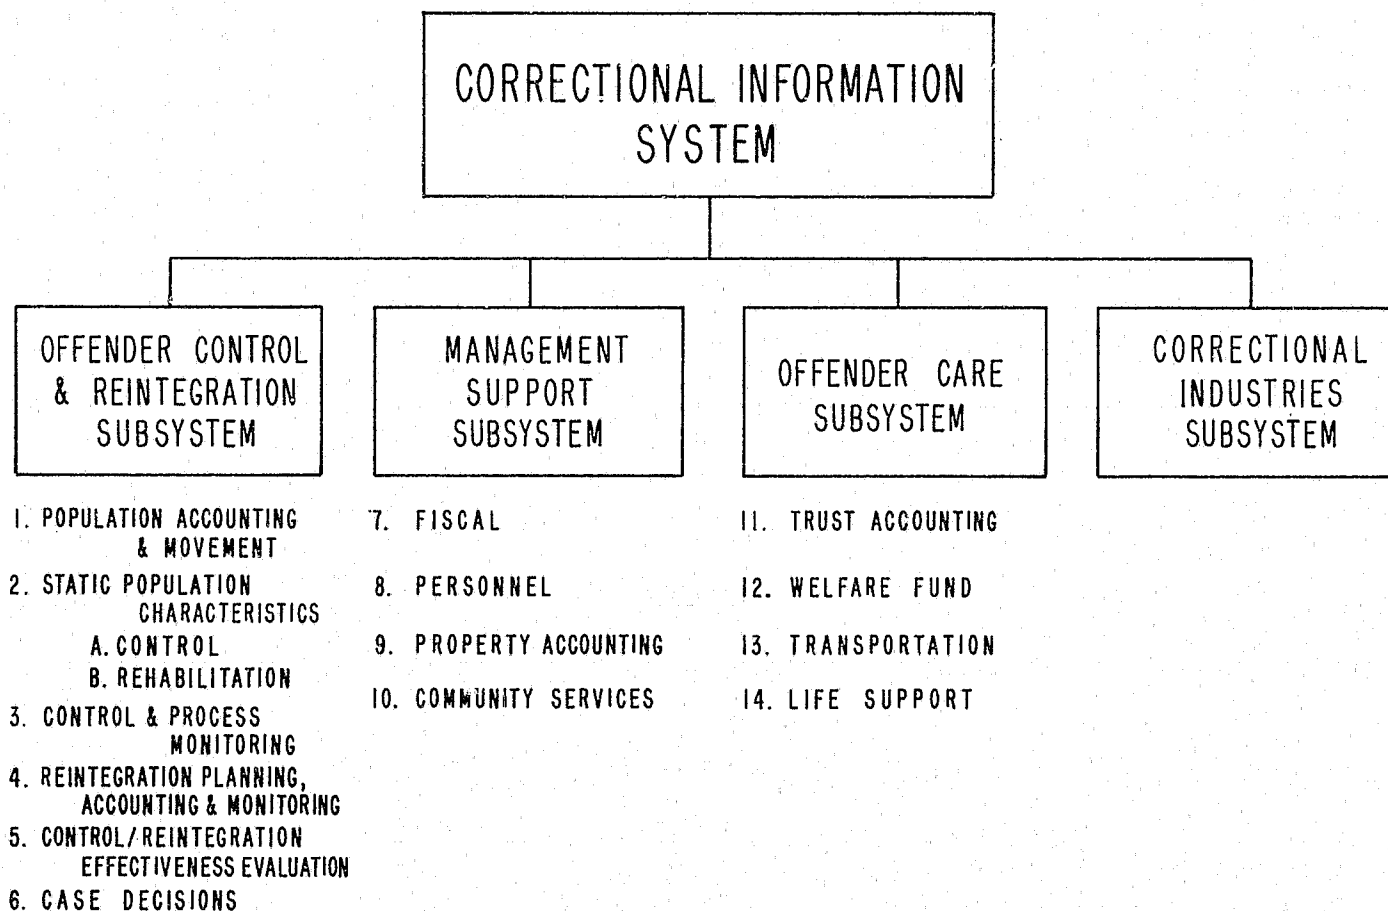 CORRECTIONAL INFORMATION
SYSTEM
OFFENDER CONTROL
& REINTEGRATION
SUBSYSTEM
MANAGEMENT
SUPPORT
SUBSYSTEM
OFFENDER CARE
SUBSYSTEM
CORRECTIONAL
INDUSTRIES
SUBSYSTEM
1. POPULATION ACCOUNTING
& MOVEMENT
2. STATIC POPULATION
CHARACTERISTICS
A. CONTROL
B. REHABILITATION
3. CONTROL & PROCESS
MONITORING
4. REINTEGRATION PLANNING,
ACCOUNTING & MONITORING
5. CONTROL/REINTEGRATION
EFFECTIVENESS EVALUATION
6. CASE DECISIONS
7. FISCAL
8. PERSONNEL
9. PROPERTY ACCOUNTING
10. COMMUNITY SERVICES
11. TRUST ACCOUNTING
12. WELFARE FUND
13. TRANSPORTATION
14. LIFE SUPPORT